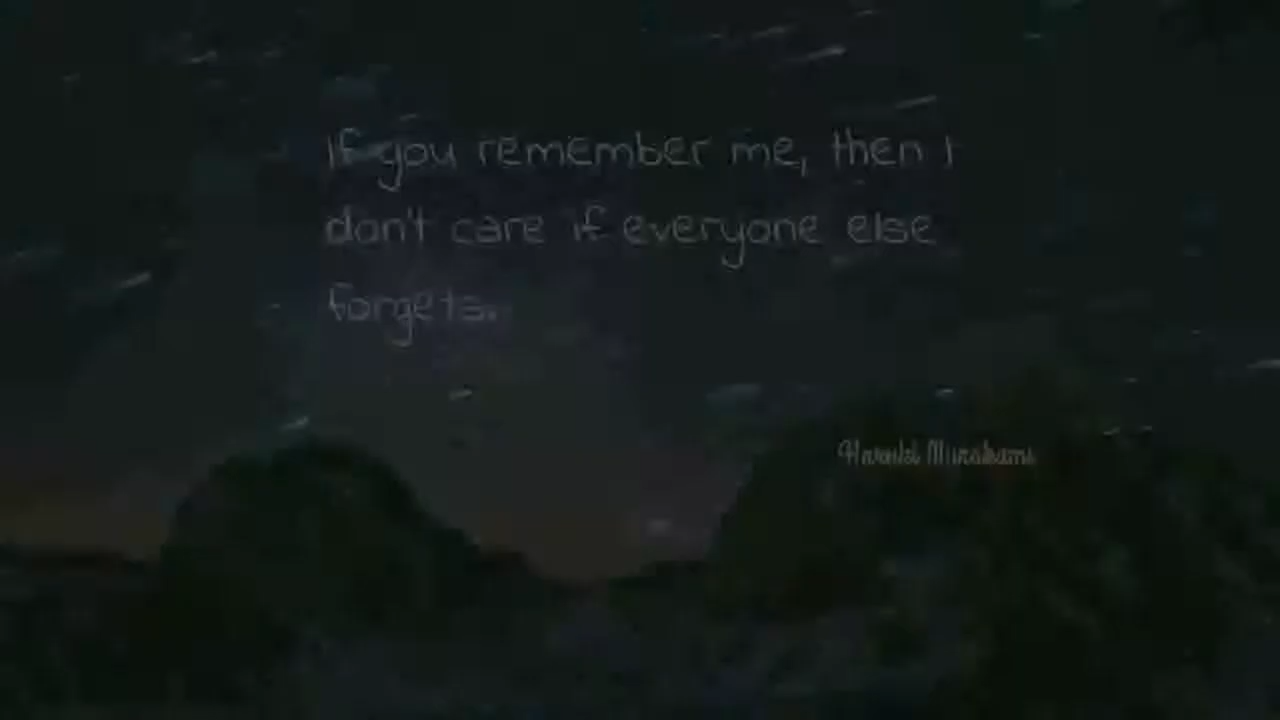 If you remember me, then I
don't care if everyone else
forgets.
Haruki Murakami